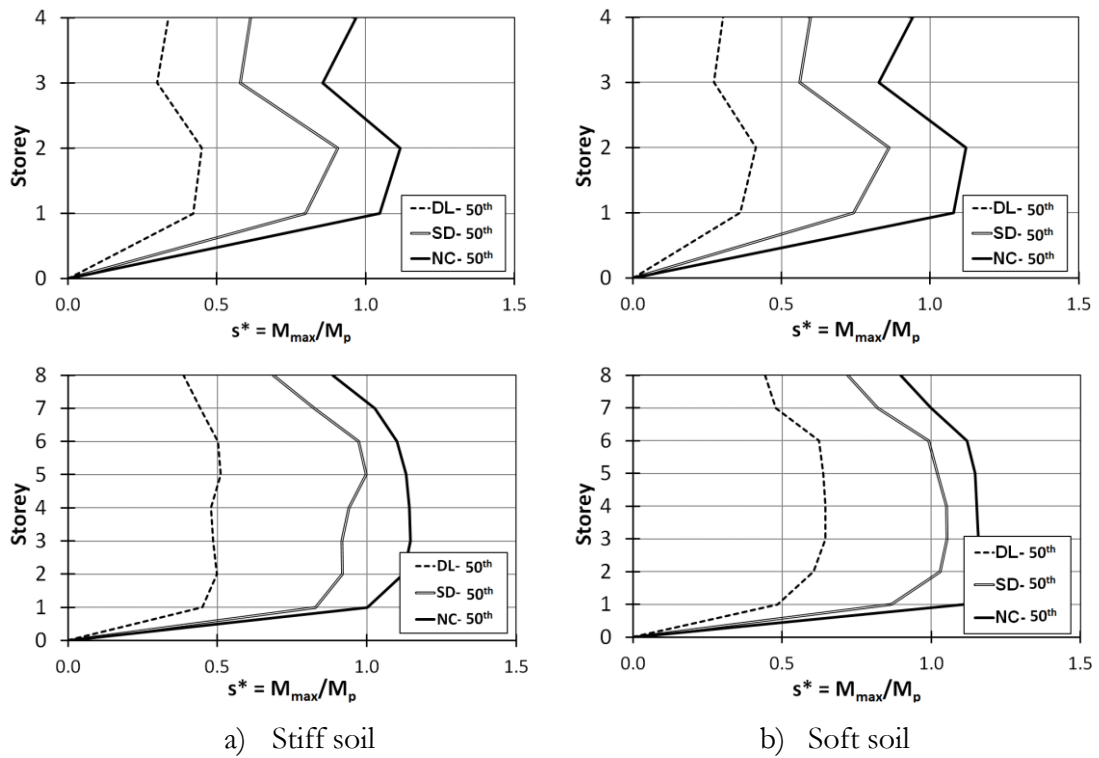 4
3
2
1
0
Storey
0.0 0.5 1.0 1.5
s* = Mmax/Mp
DL- 50th
SD- 50th
NC- 50th
4
3
2
1
0
Storey
0.0 0.5 1.0 1.5
s* = Mmax/Mp
DL- 50th
SD- 50th
NC- 50th
8
7
6
5
4
3
2
1
0
Storey
0.0 0.5 1.0 1.5
s* = Mmax/Mp
DL- 50th
SD- 50th
NC- 50th
8
7
6
5
4
3
2
1
0
Storey
0.0 0.5 1.0 1.5
s* = Mmax/Mp
DL- 50th
SD- 50th
NC- 50th
a) Stiff soil
b) Soft soil